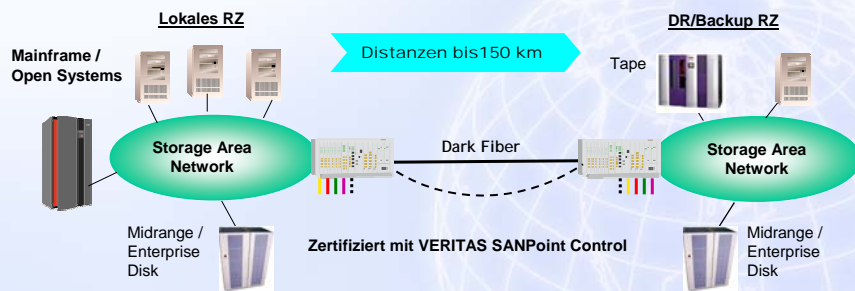 Lokales RZ
DR/Backup RZ
Mainframe /
Open Systems
Distanzen bis150 km
Tape
Storage Area
Network
Dark Fiber
Storage Area
Network
Midrange /
Enterprise
Disk
Zertifiziert mit VERITAS SANPoint Control
Midrange /
Enterprise
Disk